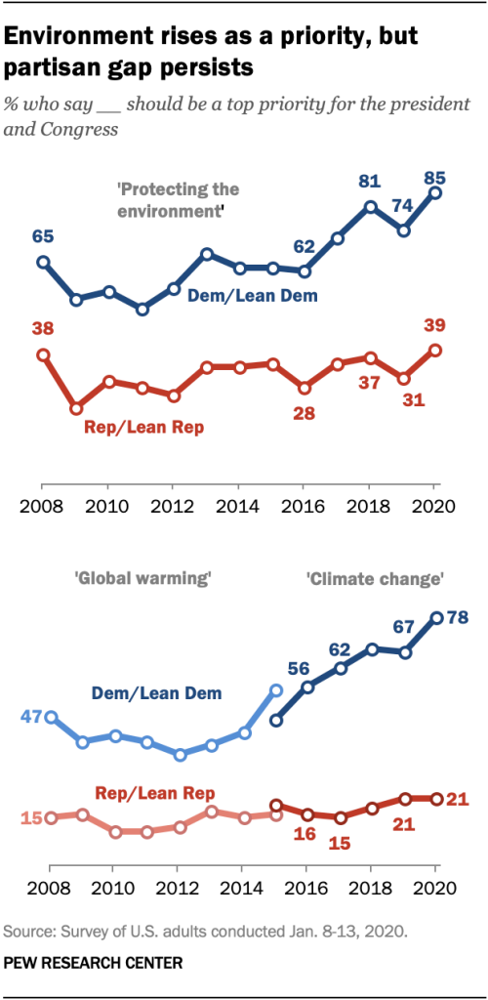 Environment rises as a priority, but
partisan gap persists
% who say __ should be a top priority for the president
and Congress
'Protecting the
environment'
65
62
81
74
85
Dem/Lean Dem
38
28
37
31
39
Rep/Lean Rep
2008 2010 2012 2014 2016 2018 2020
'Global warming' 'Climate change'
47
56
62
67
78
Dem/Lean Dem
Rep/Lean Rep
15
16
15
21
21
2008 2010 2012 2014 2016 2018 2020
Source: Survey of U.S. adults conducted Jan. 8-13, 2020.
PEW RESEARCH CENTER